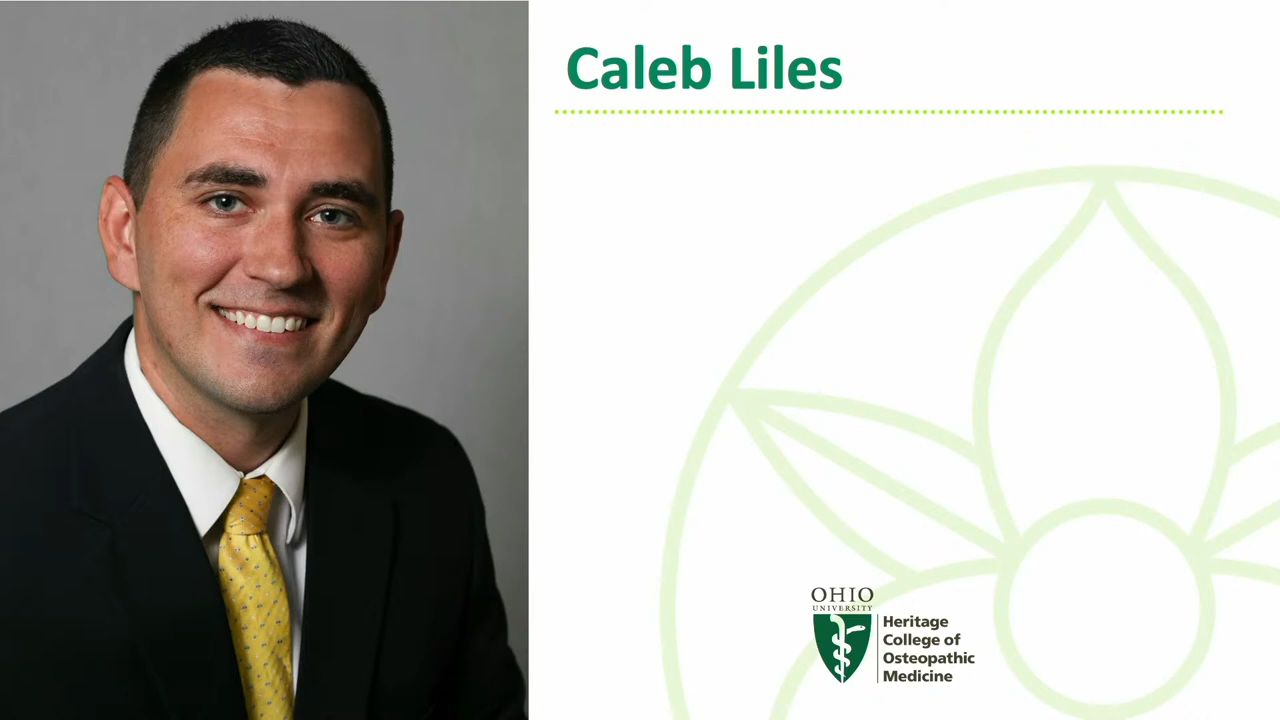 Caleb Liles
OHIO
UNIVERSITY
Heritage
College of
Osteopathic
Medicine